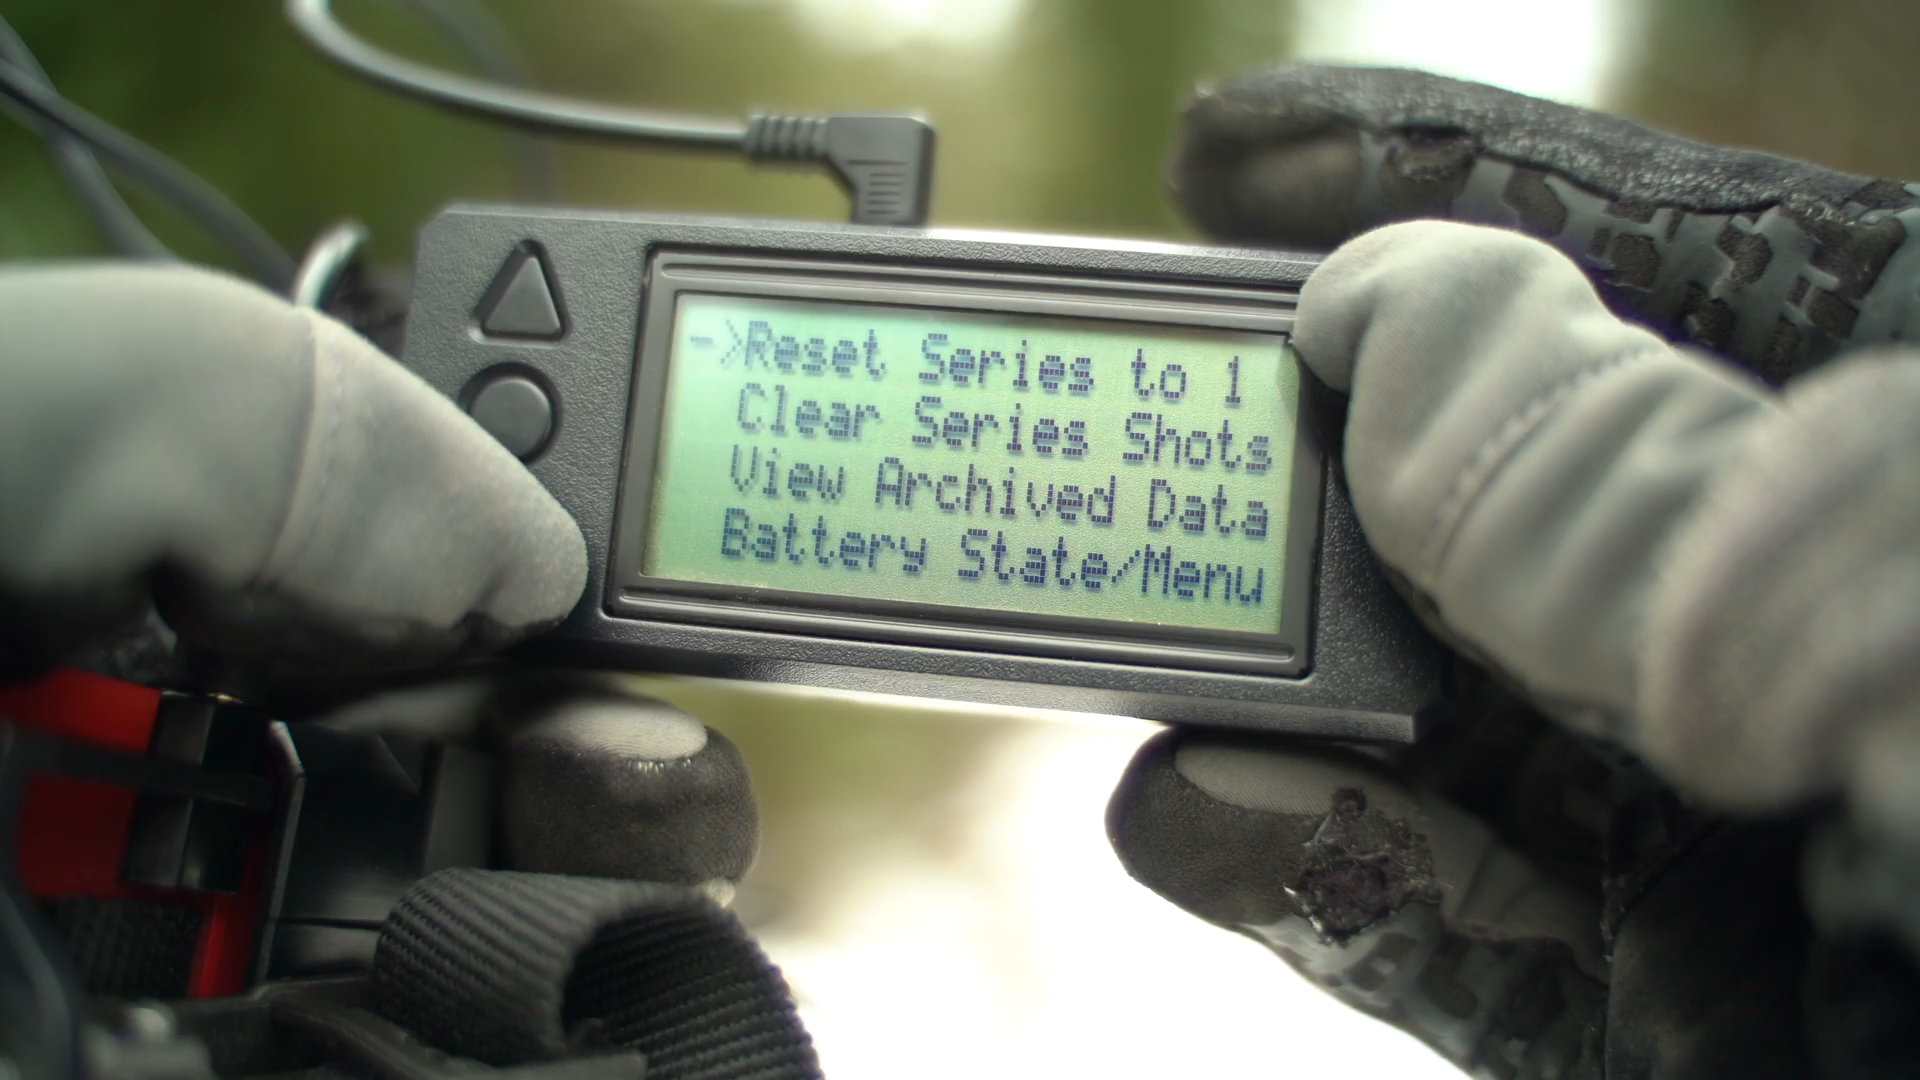 ->Reset Series to 1
Clear Series Shots
View Archived Data
Battery State/Menu